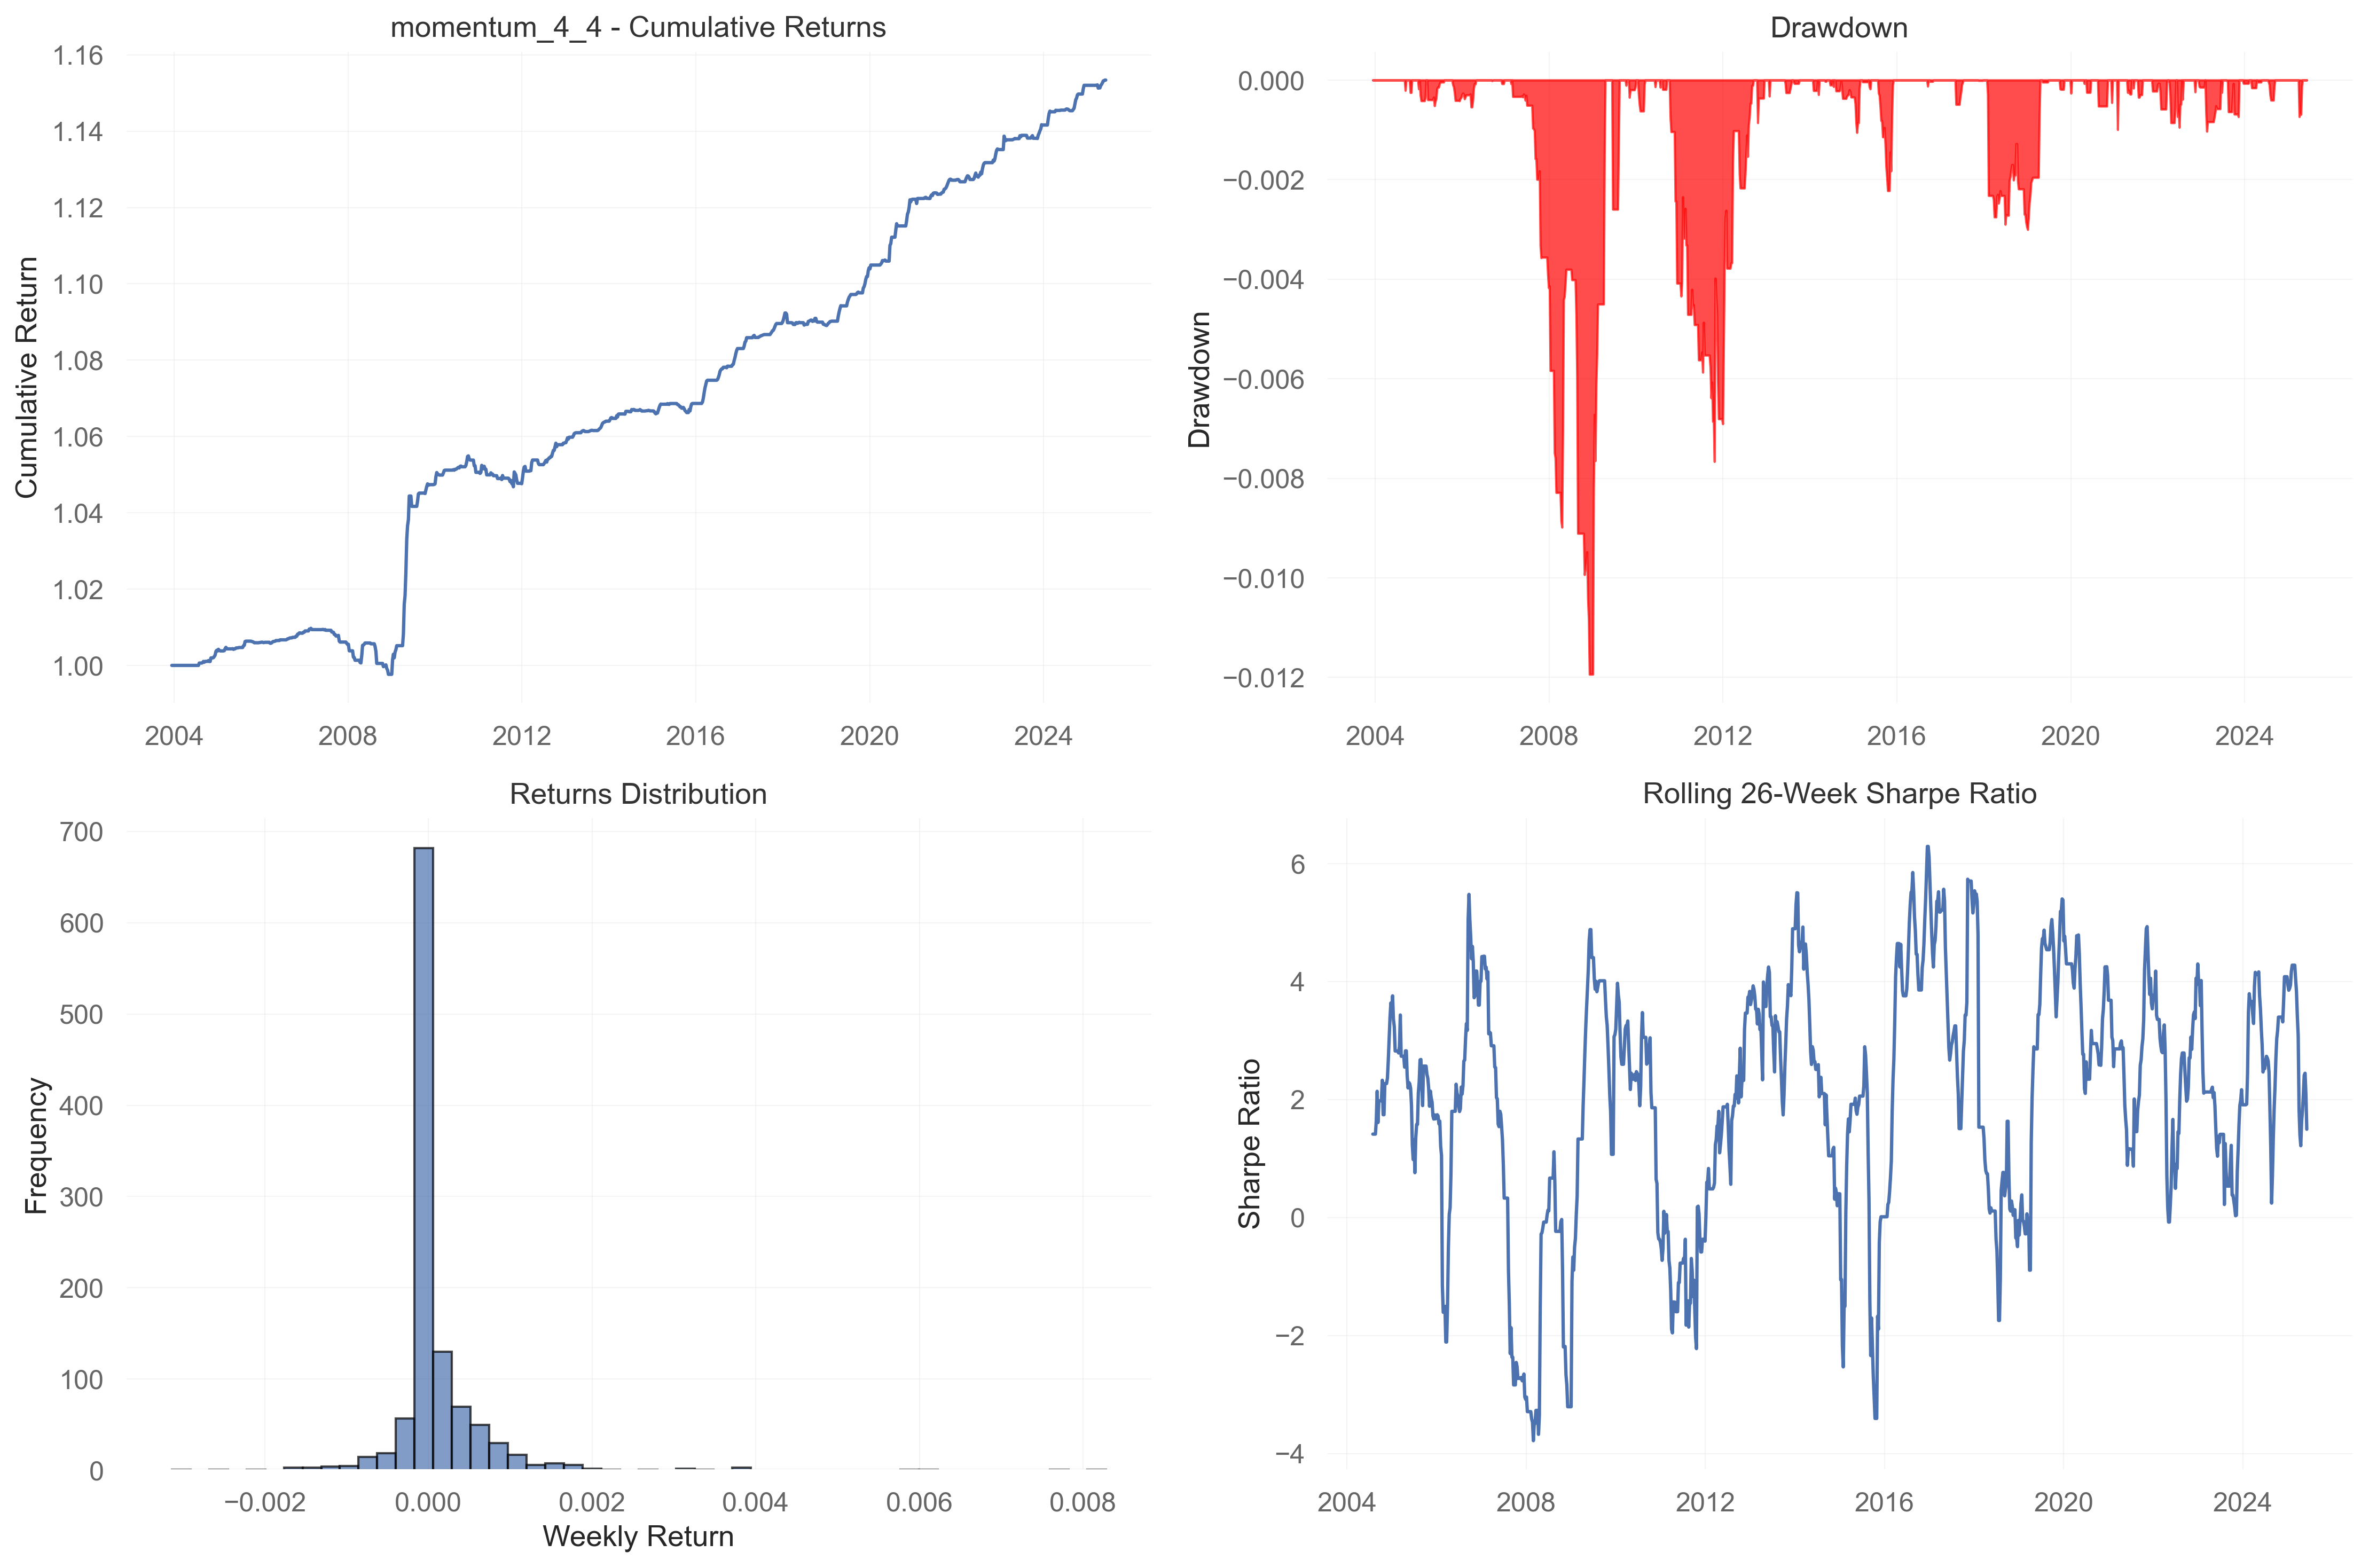 momentum_4_4 - Cumulative Returns
Cumulative Return
1.16
1.14
1.12
1.10
1.08
1.06
1.04
1.02
1.00
2004 2008 2012 2016 2020 2024
Drawdown
Drawdown
0.000
−0.002
−0.004
−0.006
−0.008
−0.010
−0.012
2004 2008 2012 2016 2020 2024
Returns Distribution
Frequency
700
600
500
400
300
200
100
0
−0.002 0.000 0.002 0.004 0.006 0.008
Weekly Return
Rolling 26-Week Sharpe Ratio
Sharpe Ratio
6
4
2
0
−2
−4
2004 2008 2012 2016 2020 2024